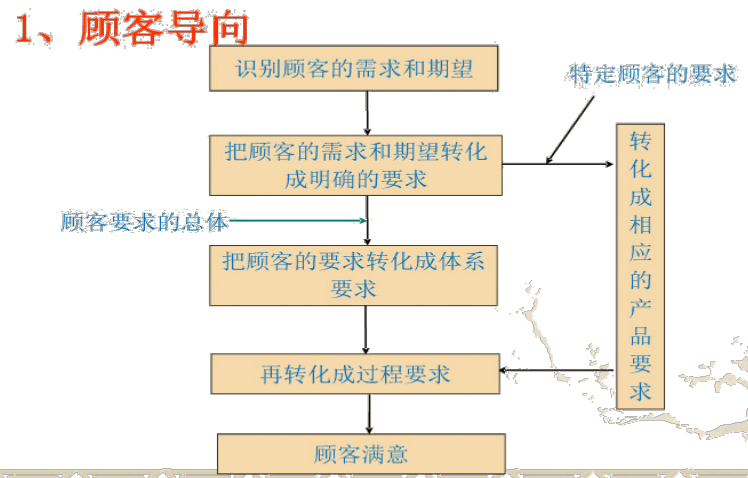 1、顾客导向
识别顾客的需求和期望
特定顾客的要求
把顾客的需求和期望转化
成明确的要求
转化成相应的产品要求
顾客要求的总体
把顾客的要求转化成体系
要求
再转化成过程要求
顾客满意